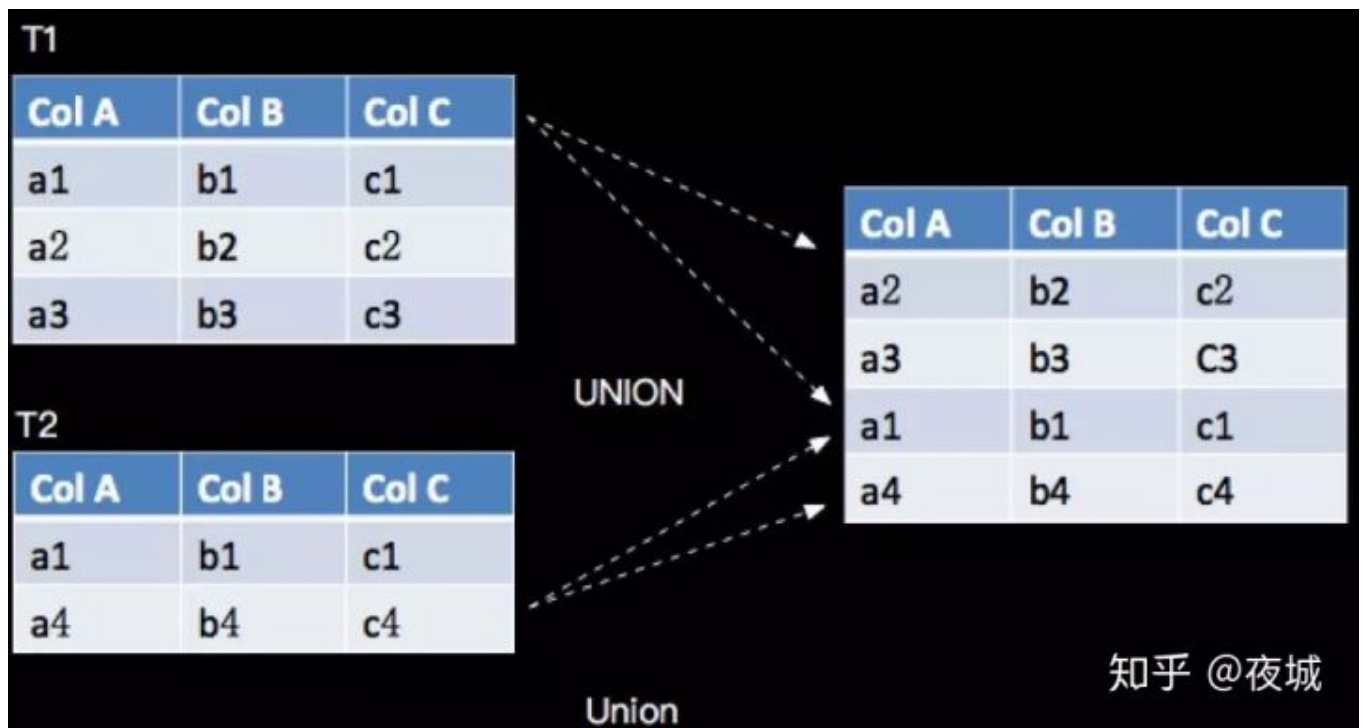 T1
Col A Col B Col C
a1 b1 c1
a2 b2 c2
a3 b3 c3
UNION
T2
Col A Col B Col C
a1 b1 c1
a4 b4 c4
Col A Col B Col C
a2 b2 c2
a3 b3 C3
a1 b1 c1
a4 b4 c4
Union
知乎 @夜城